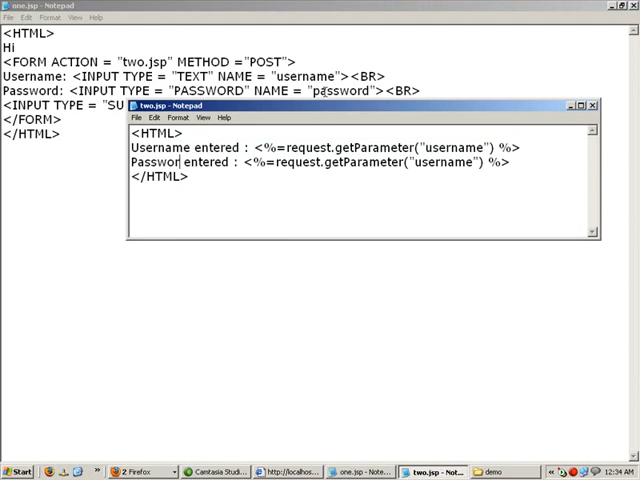 one.jsp - Notepad
File Edit Format View Help
<HTML>
Hi
<FORM ACTION = "two.jsp" METHOD ="POST">
Username: <INPUT TYPE = "TEXT" NAME = "username"><BR>
Password: <INPUT TYPE = "PASSWORD" NAME = "password"><BR>
<INPUT TYPE = "SU
</FORM>
</HTML>
two.jsp - Notepad
File Edit Format View Help
<HTML>
Username entered : <%=request.getParameter("username") %>
Passwor entered : <%=request.getParameter("username") %>
</HTML>
Start
»
2 Firefox
Camtasia Studi...
http://localhos...
one.jsp - Note...
two.jsp - Not...
demo
«
12:34 AM